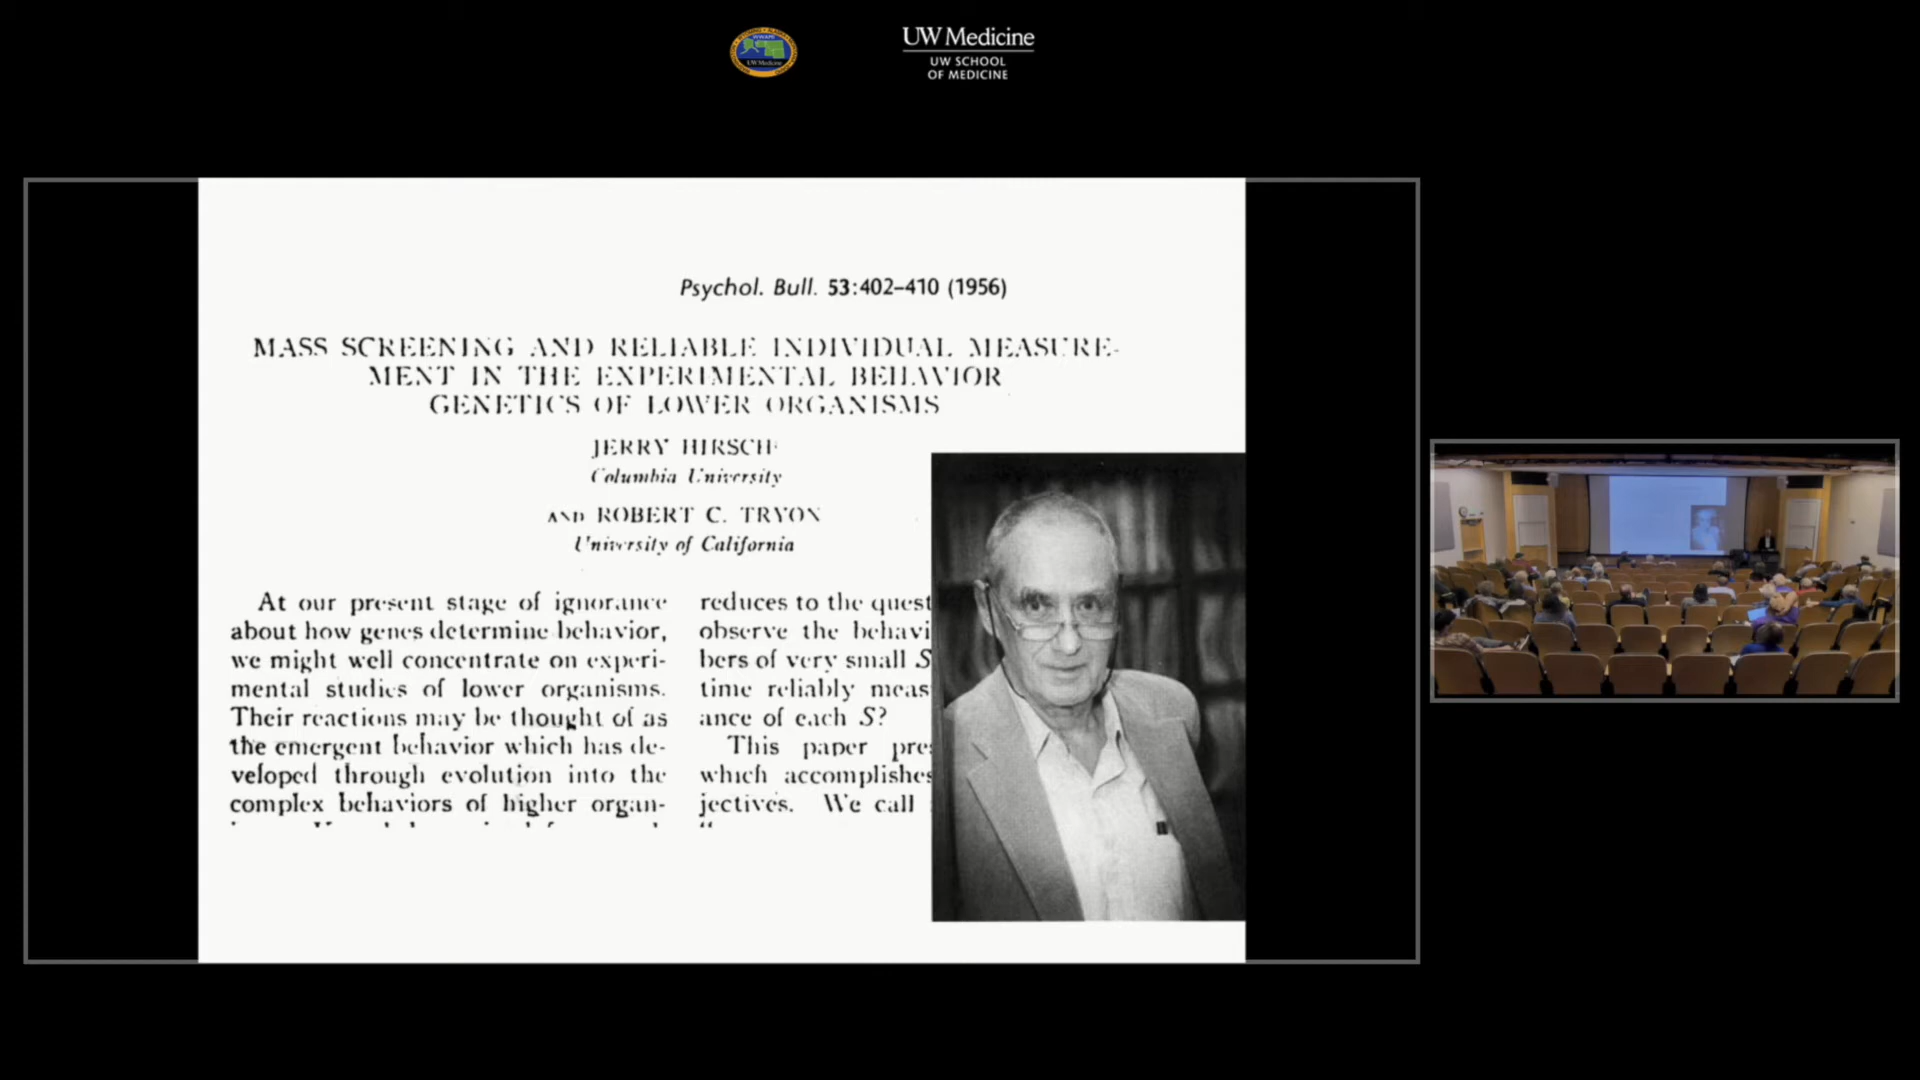 UW Medicine
UW SCHOOL
OF MEDICINE
Psychol. Bull. 53:402–410 (1956)
MASS SCREENING AND RELIABLE INDIVIDUAL MEASURE-
MENT IN THE EXPERIMENTAL BEHAVIOR
GENETICS OF LOWER ORGANISMS
JERRY HIRSCH
Columbia University
AND ROBERT C. TRYON
University of California
At our present stage of ignorance
about how genes determine behavior,
we might well concentrate on experi-
mental studies of lower organisms.
Their reactions may be thought of as
the emergent behavior which has de-
veloped through evolution into the
complex behaviors of higher organ-
reduces to the quest
observe the behavi
bers of very small S
time reliably meas
ance of each S?
This paper pre
which accomplishes
jectives. We call